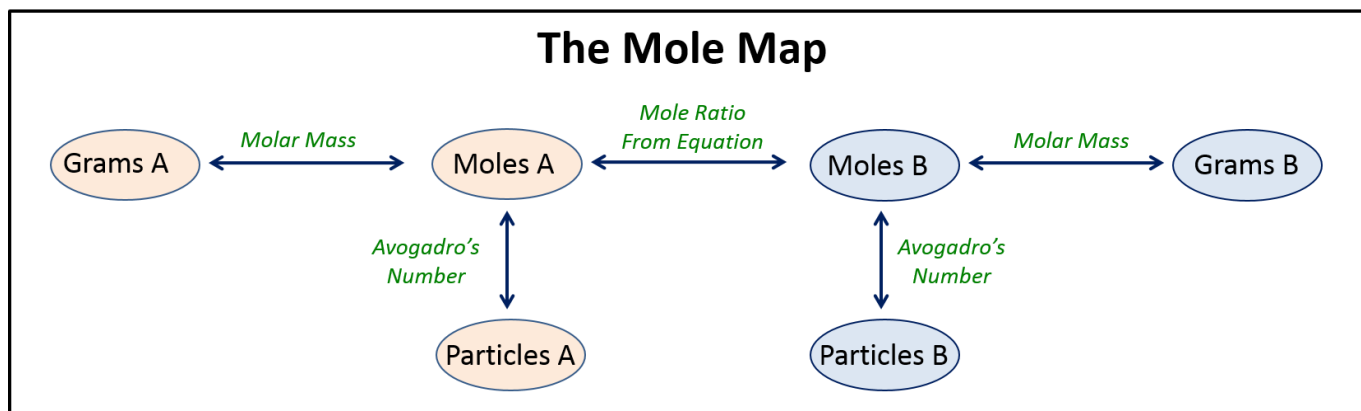 The Mole Map
Mole Ratio
From Equation
Molar Mass
Molar Mass
Grams A
Moles A
Moles B
Grams B
Avogadro's
Number
Avogadro's
Number
Particles A
Particles B